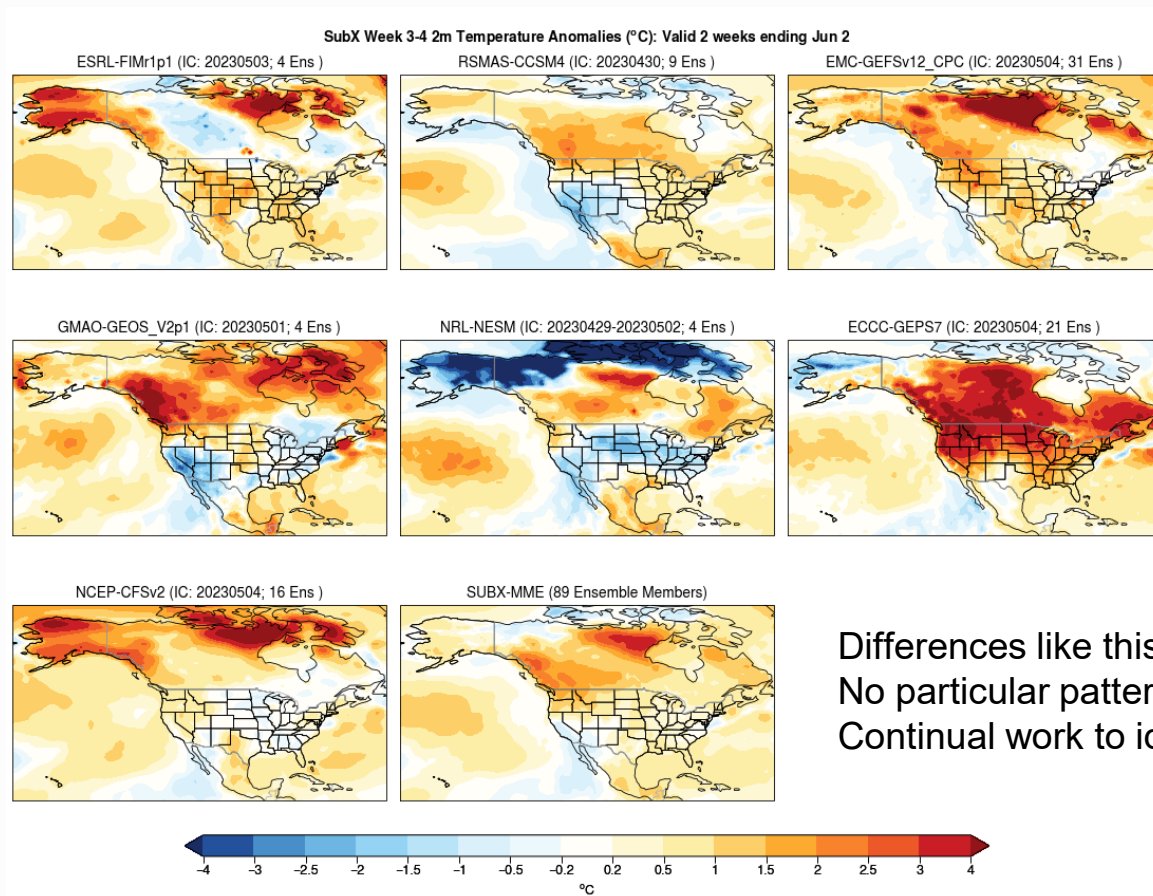 SubX Week 3-4 2m Temperature Anomalies (°C): Valid 2 weeks ending Jun 2
ESRL-FIMr1p1 (IC: 20230503; 4 Ens )
RSMAS-CCSM4 (IC: 20230430; 9 Ens )
EMC-GEFSv12_CPC (IC: 20230504; 31 Ens )
GMAO-GEOS_V2p1 (IC: 20230501; 4 Ens )
NRL-NESM (IC: 20230429-20230502; 4 Ens )
ECCC-GEPS7 (IC: 20230504; 21 Ens )
NCEP-CFSv2 (IC: 20230504; 16 Ens )
SUBX-MME (89 Ensemble Members)
Differences like this
No particular patter
Continual work to i
-4 -3 -2.5 -2 -1.5 -1 -0.5 -0.2 0.2 0.5 1 1.5 2 2.5 3 4
°C